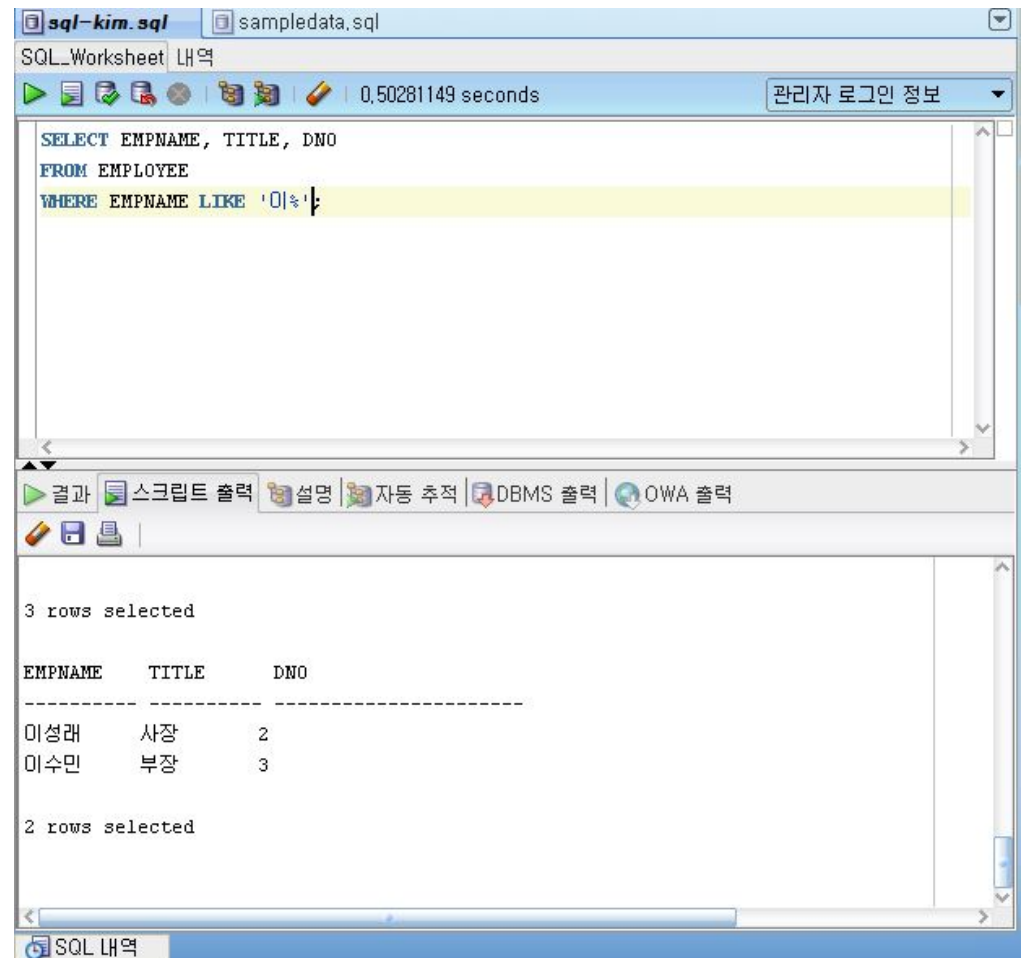 sql-kim.sql sampledata.sql
SQL_Worksheet 내역
0,50281149 seconds 관리자 로그인 정보
SELECT EMPNAME, TITLE, DNO
FROM EMPLOYEE
WHERE EMPNAME LIKE '이%';
결과 스크립트 출력 설명 자동 추적 DBMS 출력 OWA 출력
3 rows selected
EMPNAME TITLE DNO
---------- ---------- ----------------------
이성래 사장 2
이수민 부장 3
2 rows selected
SQL 내역